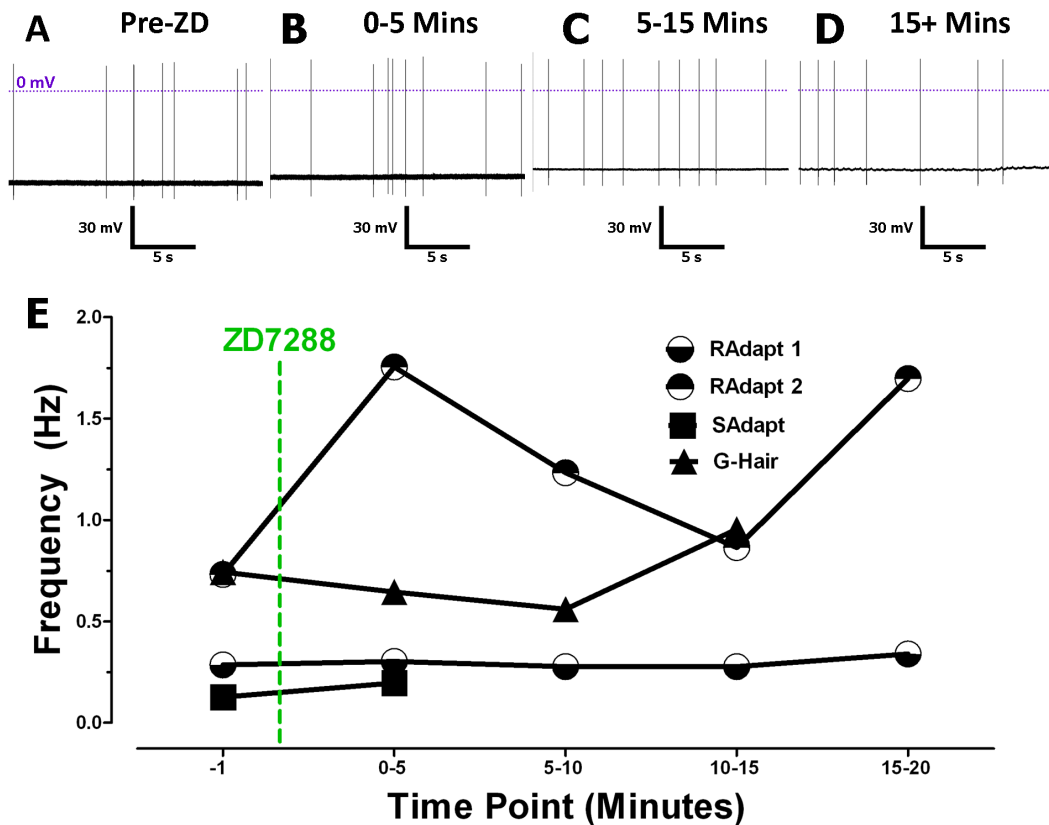 A Pre-ZD
B 0-5 Mins
C 5-15 Mins
D 15+ Mins
0 mV
30 mV
5 s
30 mV
5 s
30 mV
5 s
30 mV
5 s
E
ZD7288
RAdapt 1
RAdapt 2
SAdapt
G-Hair
Frequency (Hz)
2.0
1.5
1.0
0.5
0.0
-1
0-5
5-10
10-15
15-20
Time Point (Minutes)